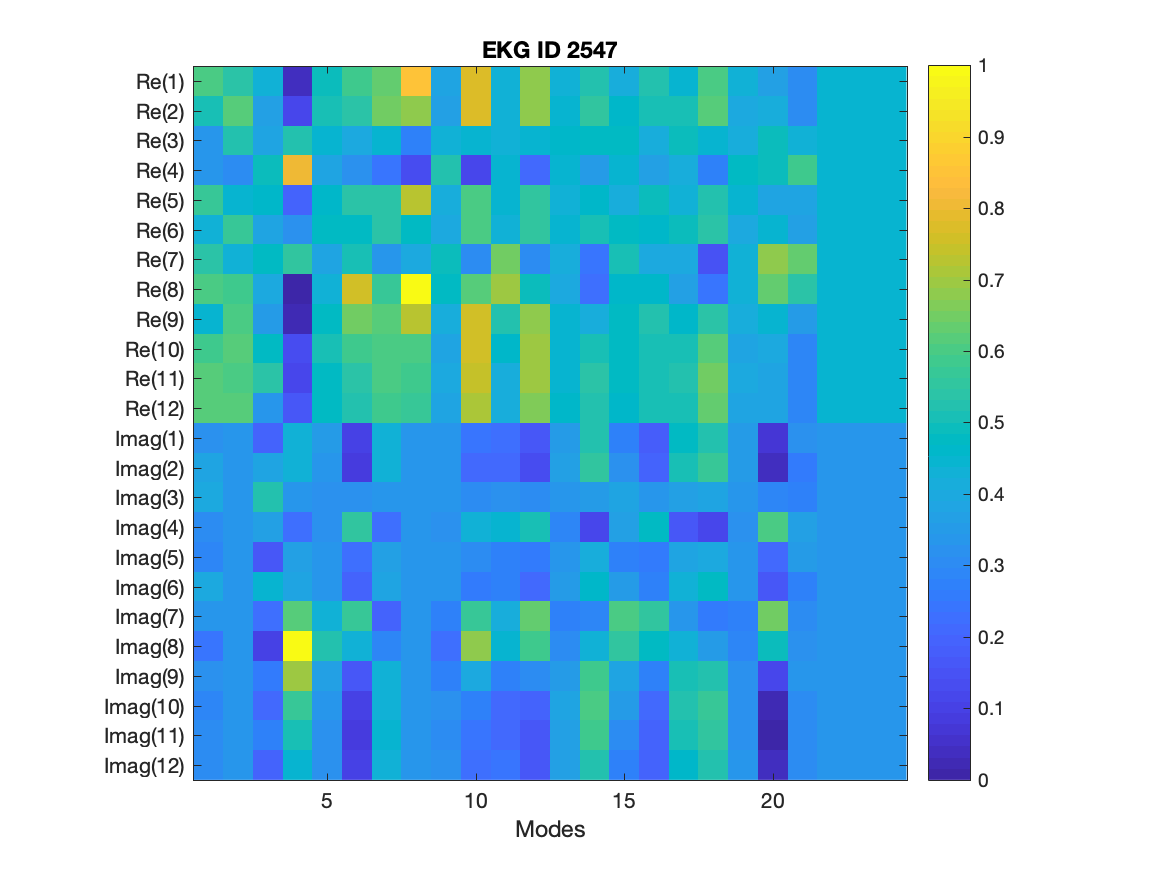 EKG ID 2547
Re(1)
Re(2)
Re(3)
Re(4)
Re(5)
Re(6)
Re(7)
Re(8)
Re(9)
Re(10)
Re(11)
Re(12)
Imag(1)
Imag(2)
Imag(3)
Imag(4)
Imag(5)
Imag(6)
Imag(7)
Imag(8)
Imag(9)
Imag(10)
Imag(11)
Imag(12)
5 10 15 20
Modes
1
0.9
0.8
0.7
0.6
0.5
0.4
0.3
0.2
0.1
0